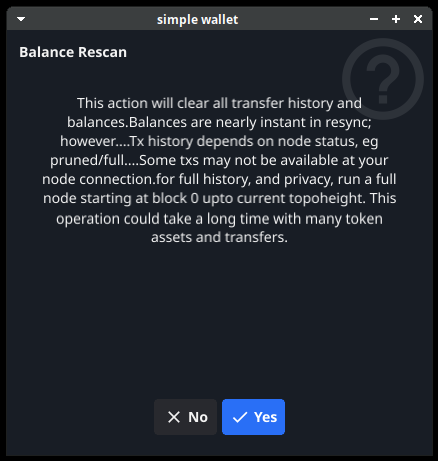 simple wallet
Balance Rescan
This action will clear all transfer history and
balances.Balances are nearly instant in resync;
however....Tx history depends on node status, eg
pruned/full....Some txs may not be available at your
node connection.for full history, and privacy, run a full
node starting at block 0 upto current topoheight. This
operation could take a long time with many token
assets and transfers.
No
Yes